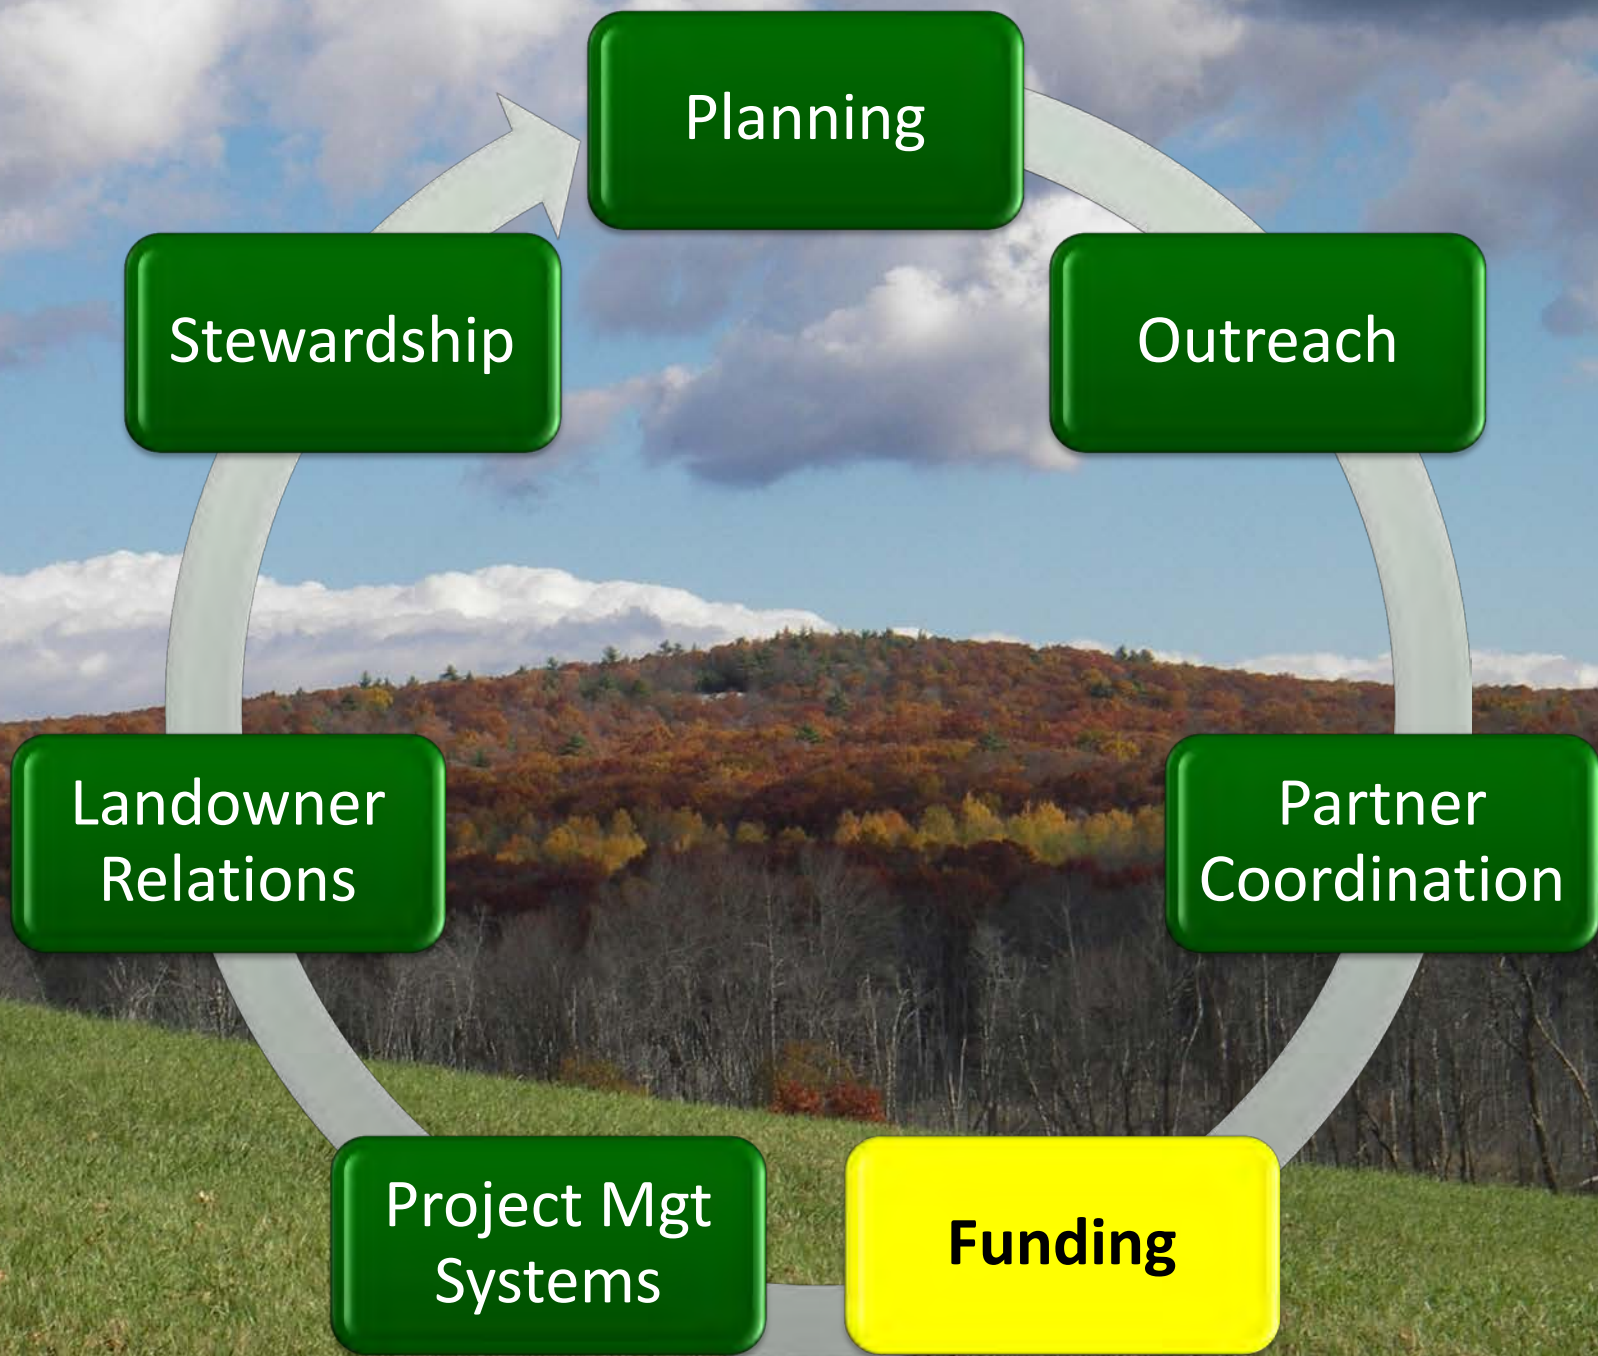 Planning
Outreach
Partner
Coordination
Funding
Project Mgt
Systems
Landowner
Relations
Stewardship